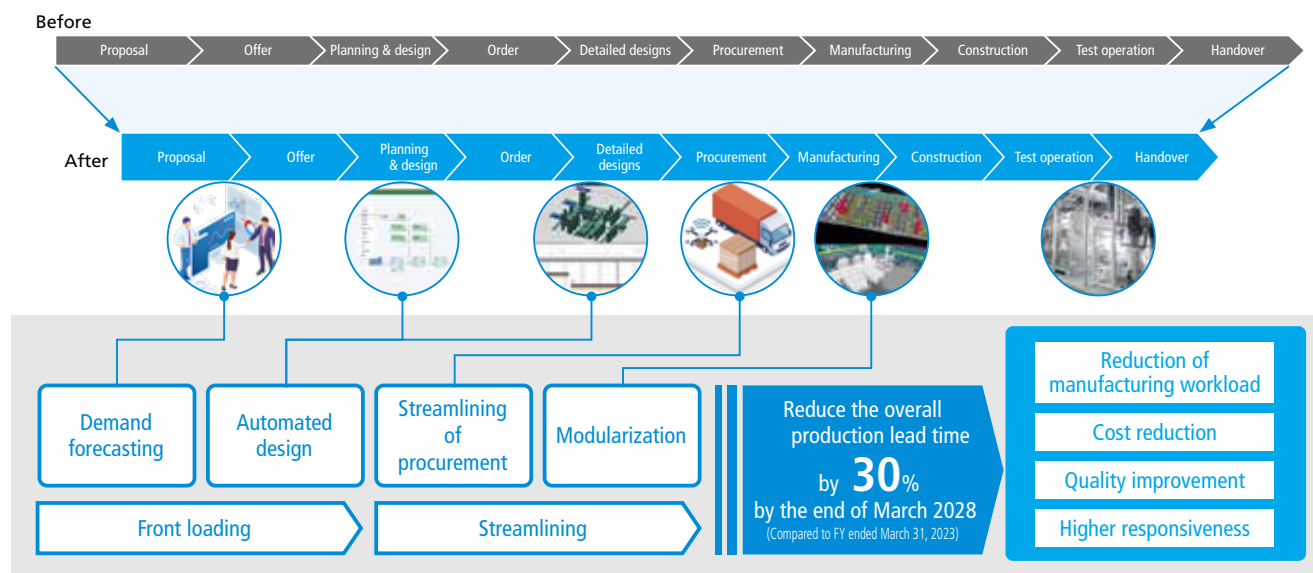 Before
Proposal
Offer
Planning & design
Order
Detailed designs
Procurement
Manufacturing
Construction
Test operation
Handover
After
Proposal
Offer
Planning
& design
Order
Detailed
designs
Procurement
Manufacturing
Construction
Test operation
Handover
Demand
forecasting
Automated
design
Streamlining
of
procurement
Modularization
Front loading
Streamlining
Reduce the overall
production lead time
by 30%
by the end of March 2028
(Compared to FY ended March 31, 2023)
Reduction of
manufacturing workload
Cost reduction
Quality improvement
Higher responsiveness